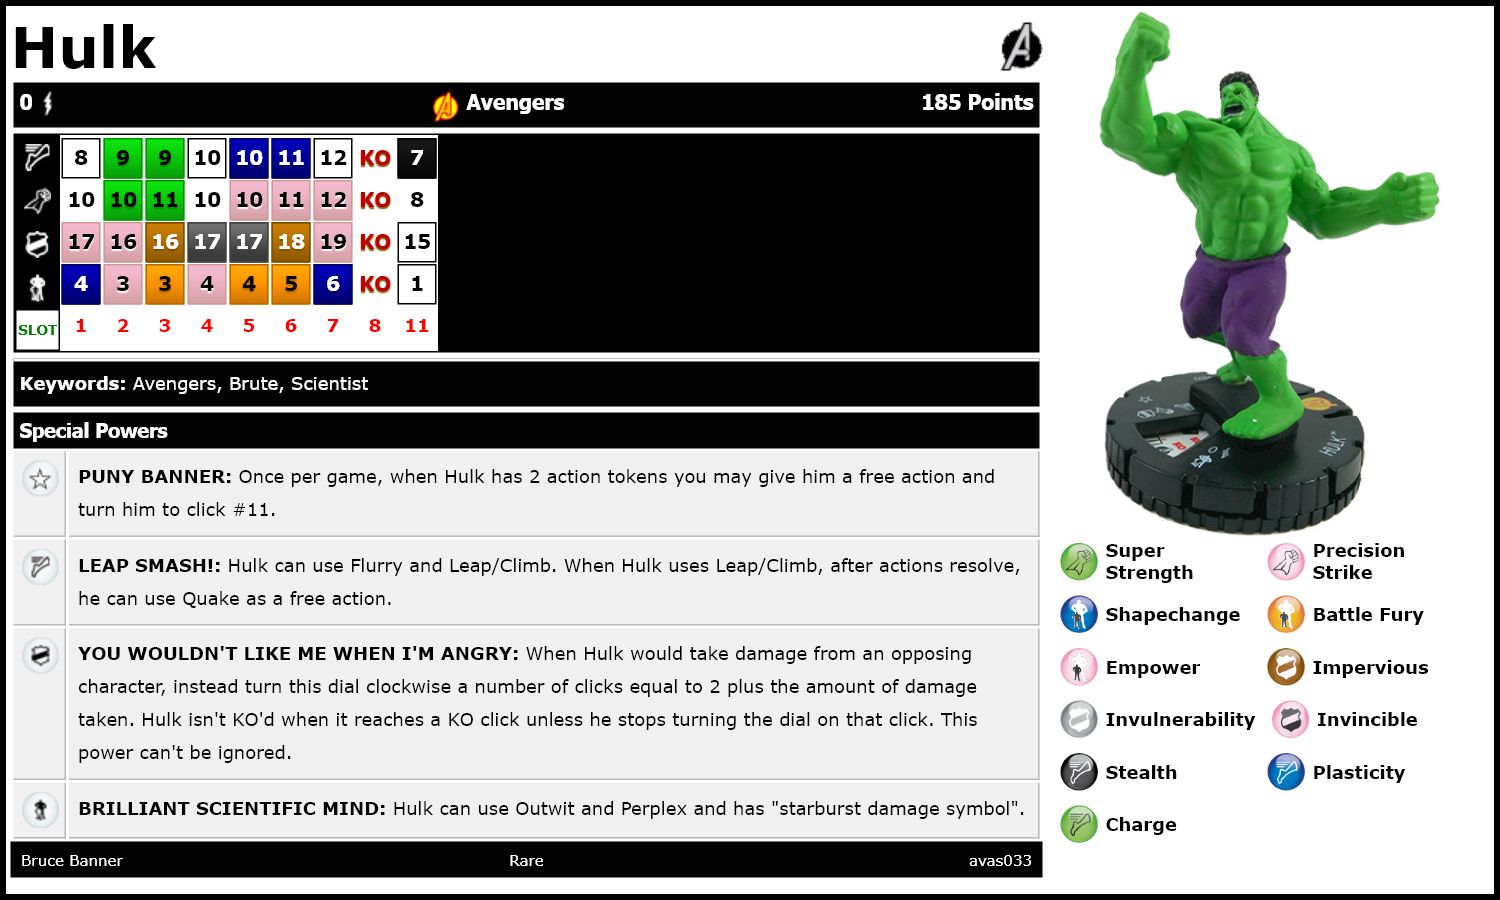 Hulk
0 Avengers 185 Points
8 9 9 10 10 11 12 KO 7
10 10 11 10 10 11 12 KO 8
17 16 16 17 17 18 19 KO 15
4 3 3 4 4 5 6 KO 1
SLOT 1 2 3 4 5 6 7 8 11
Keywords: Avengers, Brute, Scientist
Special Powers
PUNY BANNER: Once per game, when Hulk has 2 action tokens you may give him a free action and
turn him to click #11.
LEAP SMASH!: Hulk can use Flurry and Leap/Climb. When Hulk uses Leap/Climb, after actions resolve,
he can use Quake as a free action.
YOU WOULDN'T LIKE ME WHEN I'M ANGRY: When Hulk would take damage from an opposing
character, instead turn this dial clockwise a number of clicks equal to 2 plus the amount of damage
taken. Hulk isn't KO'd when it reaches a KO click unless he stops turning the dial on that click. This
power can't be ignored.
BRILLIANT SCIENTIFIC MIND: Hulk can use Outwit and Perplex and has "starburst damage symbol".
Bruce Banner Rare avas033
HULK
Super
Strength
Precision
Strike
Shapechange
Battle Fury
Empower
Impervious
Invulnerability
Invincible
Stealth
Plasticity
Charge